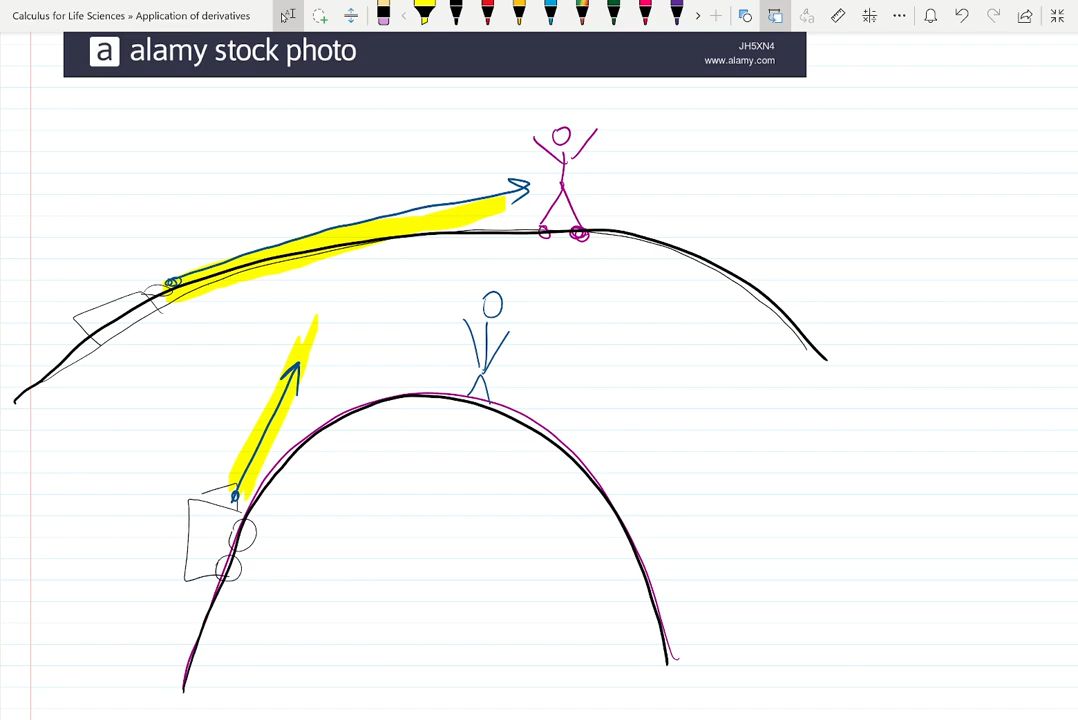 Calculus for Life Sciences » Application of derivatives
a alamy stock photo
JH5XN4
www.alamy.com